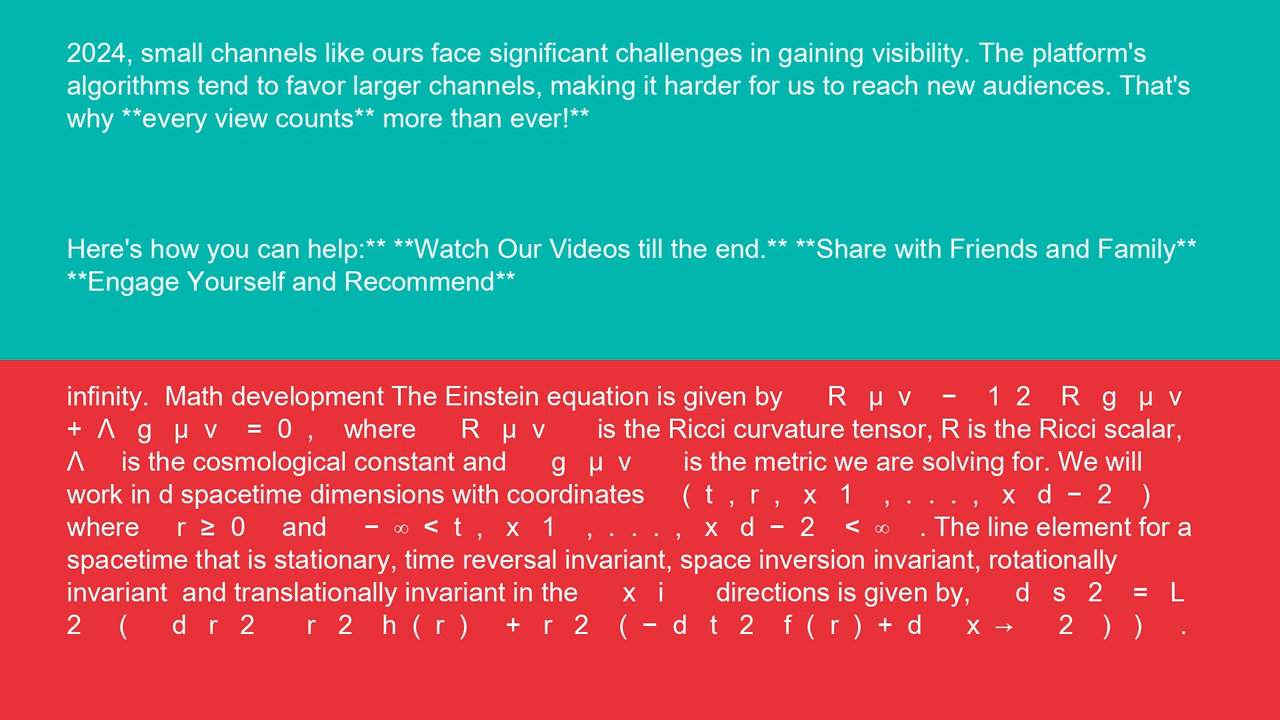 2024, small channels like ours face significant challenges in gaining visibility. The platform's
algorithms tend to favor larger channels, making it harder for us to reach new audiences. That's
why **every view counts** more than ever!**
Here's how you can help:** **Watch Our Videos till the end.** **Share with Friends and Family**
**Engage Yourself and Recommend**
infinity.  Math development The Einstein equation is given by      R   μ ν   −   1 2   R   g   μ ν
+  Λ   g   μ ν   = 0 ,    where      R   μ ν       is the Ricci curvature tensor, R is the Ricci scalar,
Λ     is the cosmological constant and      g   μ ν       is the metric we are solving for. We will
work in d spacetime dimensions with coordinates     ( t , r ,   x   1   , . . . ,   x   d − 2   )
where     r ≥ 0     and     − ∞ < t ,   x   1   , . . . ,   x   d − 2   < ∞    . The line element for a
spacetime that is stationary, time reversal invariant, space inversion invariant, rotationally
invariant  and translationally invariant in the      x   i       directions is given by,      d   s   2   =   L
2   (   d   r   2     r   2   h ( r )   +   r   2   ( − d   t   2   f ( r ) + d     x →     2   )   )    .